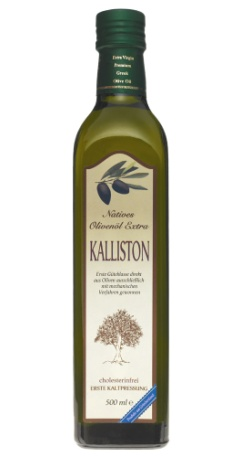 Extra Virgin
Premium
Greek
Olive Oil
Natives
Olivenöl Extra
KALLISTON
Erste Güteklasse direkt
aus Oliven ausschließlich
mit mechanischen
Verfahren gewonnen
cholesterinfrei
ERSTE KALTPRESSUNG
500 ml e